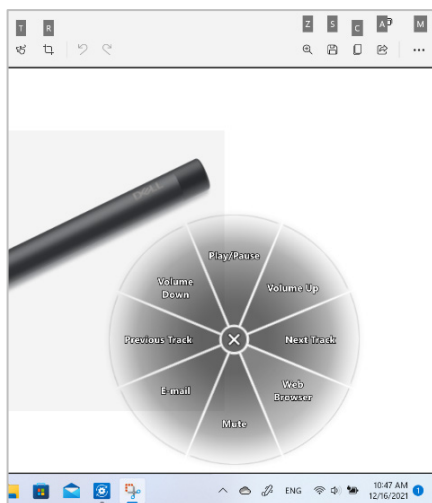 T R Z S C A M
DELL
Play/Pause
Volume
Down
Volume Up
Previous Track
Next Track
E-mail
Web
Browser
Mute
ENG
10:47 AM
12/16/2021
1